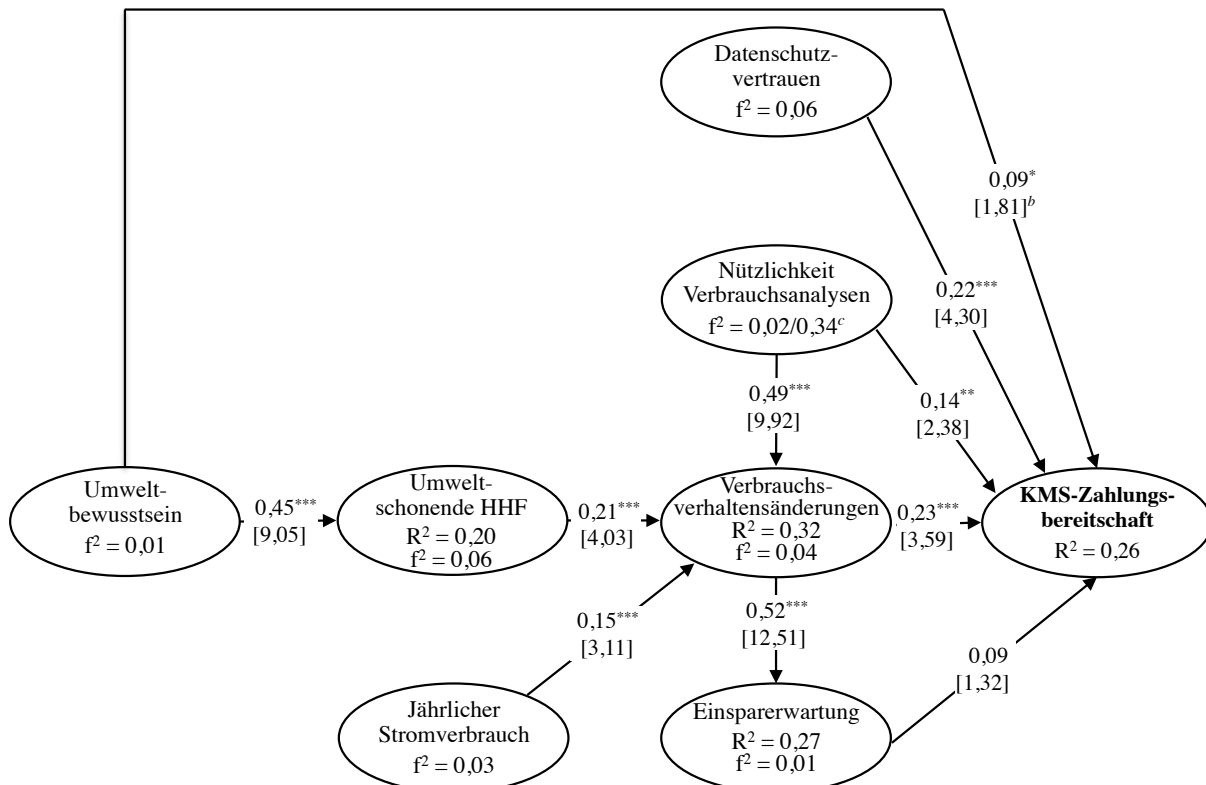 Datenschutz-
vertrauen
f² = 0,06
0,09*
[1,81]ᵇ
Nützlichkeit
Verbrauchsanalysen
f² = 0,02/0,34ᶜ
0,22***
[4,30]
0,49***
[9,92]
0,14**
[2,38]
Umwelt-
bewusstsein
f² = 0,01
0,45***
[9,05]
Umwelt-
schonende HHF
R² = 0,20
f² = 0,06
0,21***
[4,03]
Verbrauchs-
verhaltensänderungen
R² = 0,32
f² = 0,04
0,23***
[3,59]
KMS-Zahlungs-
bereitschaft
R² = 0,26
0,15***
[3,11]
0,52***
[12,51]
0,09
[1,32]
Jährlicher
Stromverbrauch
f² = 0,03
Einsparerwartung
R² = 0,27
f² = 0,01